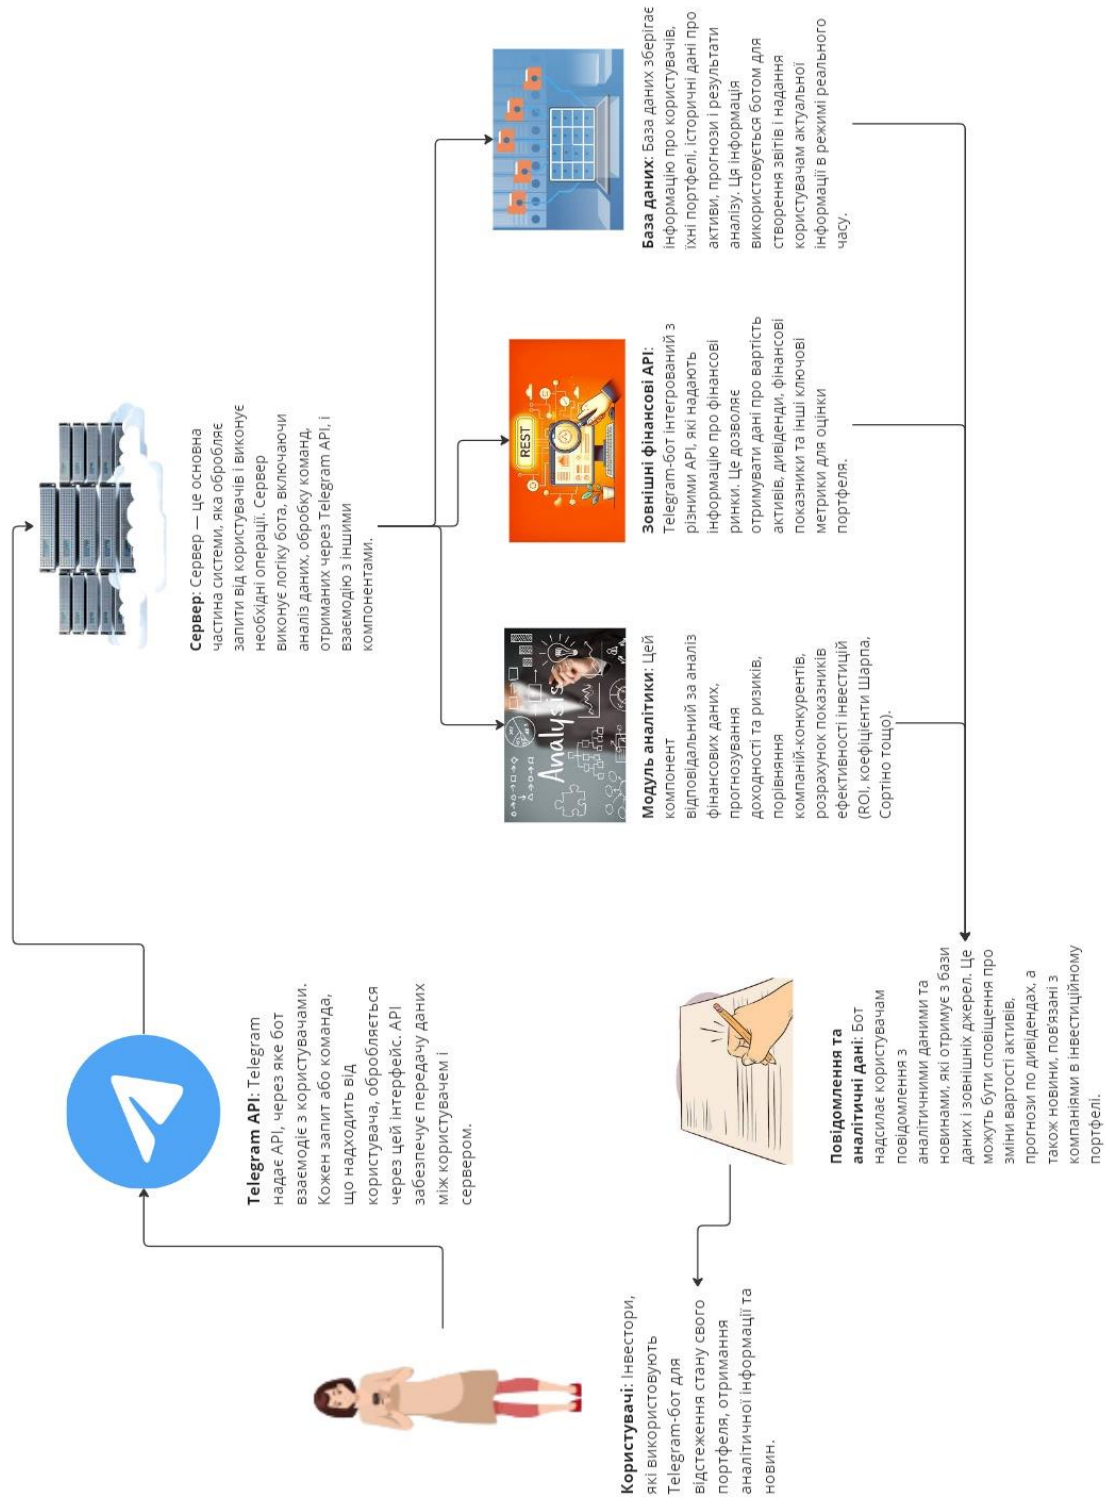 Користувачі: Інвестори,
які використовують
Telegram-бот для
відстеження стану свого
портфеля, отримання
аналітичної інформації та
новин.
Telegram API: Telegram
надає API, через яке бот
взаємодіє з користувачами.
Кожен запит або команда,
що надходить від
користувача, обробляється
через цей інтерфейс. API
забезпечує передачу даних
між користувачем і
сервером.
Сервер: Сервер — це основна
частина системи, яка обробляє
запити від користувачів і виконує
необхідні операції. Сервер
виконує логіку бота, включаючи
аналіз даних, обробку команд,
отриманих через Telegram API, і
взаємодію з іншими
компонентами.
Analysis
Модуль аналітики: Цей
компонент
відповідальний за аналіз
фінансових даних,
прогнозування
доходності та ризиків,
порівняння
компаній-конкурентів,
розрахунок показників
ефективності інвестицій
(ROI, коефіцієнти Шарпа,
Сортіно тощо).
REST
Зовнішні фінансові API:
Telegram-бот інтегрований з
різними API, які надають
інформацію про фінансові
ринки. Це дозволяє
отримувати дані про вартість
активів, дивіденди, фінансові
показники та інші ключові
метрики для оцінки
портфеля.
База даних: База даних зберігає
інформацію про користувачів,
їхні портфелі, історичні дані про
активи, прогнози і результати
аналізу. Ця інформація
використовується ботом для
створення звітів і надання
користувачам актуальної
інформації в режимі реального
часу.
Повідомлення та
аналітичні дані: Бот
надсилає користувачам
повідомлення з
аналітичними даними та
новинами, які отримує з бази
даних і зовнішніх джерел. Це
можуть бути сповіщення про
зміни вартості активів,
прогнози по дивідендах, а
також новини, пов'язані з
компаніями в інвестиційному
портфелі.